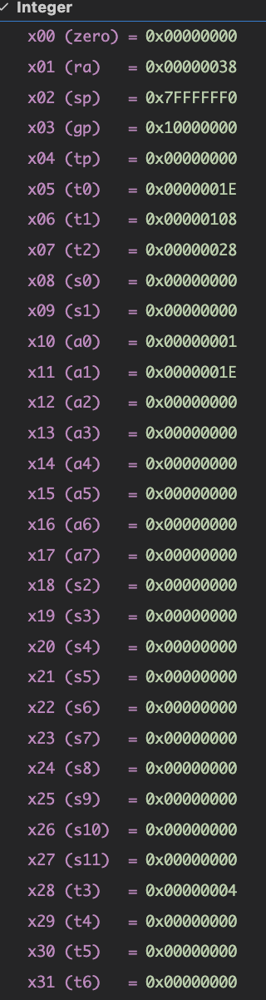 Integer
x00 (zero) = 0x00000000
x01 (ra) = 0x00000038
x02 (sp) = 0x7FFFFFF0
x03 (gp) = 0x10000000
x04 (tp) = 0x00000000
x05 (t0) = 0x0000001E
x06 (t1) = 0x00000108
x07 (t2) = 0x00000028
x08 (s0) = 0x00000000
x09 (s1) = 0x00000000
x10 (a0) = 0x00000001
x11 (a1) = 0x0000001E
x12 (a2) = 0x00000000
x13 (a3) = 0x00000000
x14 (a4) = 0x00000000
x15 (a5) = 0x00000000
x16 (a6) = 0x00000000
x17 (a7) = 0x00000000
x18 (s2) = 0x00000000
x19 (s3) = 0x00000000
x20 (s4) = 0x00000000
x21 (s5) = 0x00000000
x22 (s6) = 0x00000000
x23 (s7) = 0x00000000
x24 (s8) = 0x00000000
x25 (s9) = 0x00000000
x26 (s10) = 0x00000000
x27 (s11) = 0x00000000
x28 (t3) = 0x00000004
x29 (t4) = 0x00000000
x30 (t5) = 0x00000000
x31 (t6) = 0x00000000